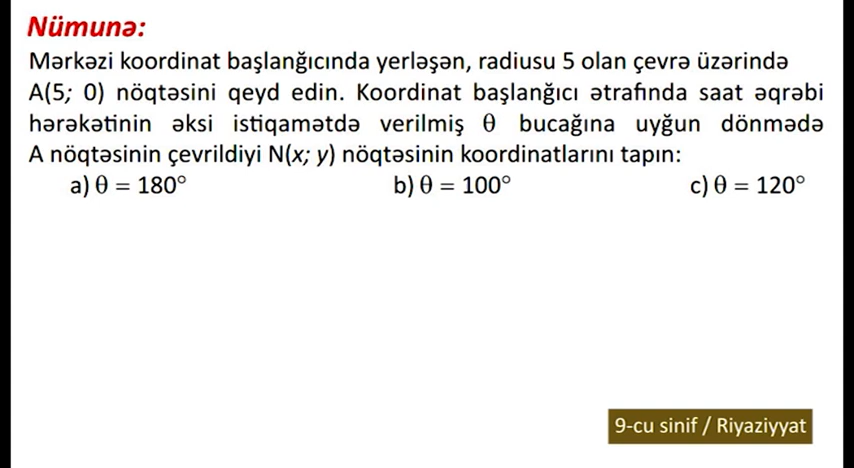 Nümunə:
Mərkəzi koordinat başlanğıcında yerləşən, radiusu 5 olan çevrə üzərində
A(5; 0) nöqtəsini qeyd edin. Koordinat başlanğıcı ətrafında saat əqrəbi
hərəkətinin əksi istiqamətdə verilmiş θ bucağına uyğun dönmədə
A nöqtəsinin çevrildiyi N(x; y) nöqtəsinin koordinatlarını tapın:
a) θ = 180° b) θ = 100° c) θ = 120°
9-cu sinif / Riyaziyyat